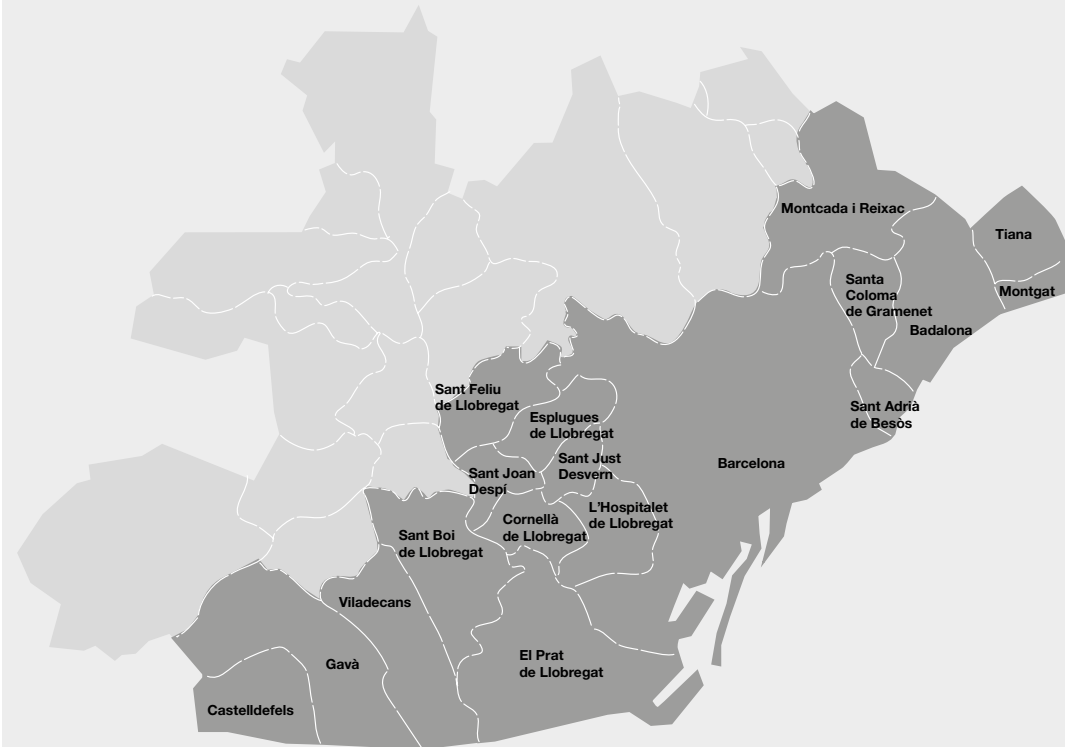 Montcada i Reixac
Tiana
Santa
Coloma
de Gramenet
Montgat
Badalona
Sant Feliu
de Llobregat
Esplugues
de Llobregat
Sant Adrià
de Besòs
Sant Just
Desvern
Barcelona
Sant Joan
Despí
L'Hospitalet
de Llobregat
Cornellà
de Llobregat
Sant Boi
de Llobregat
Viladecans
El Prat
de Llobregat
Gavà
Castelldefels